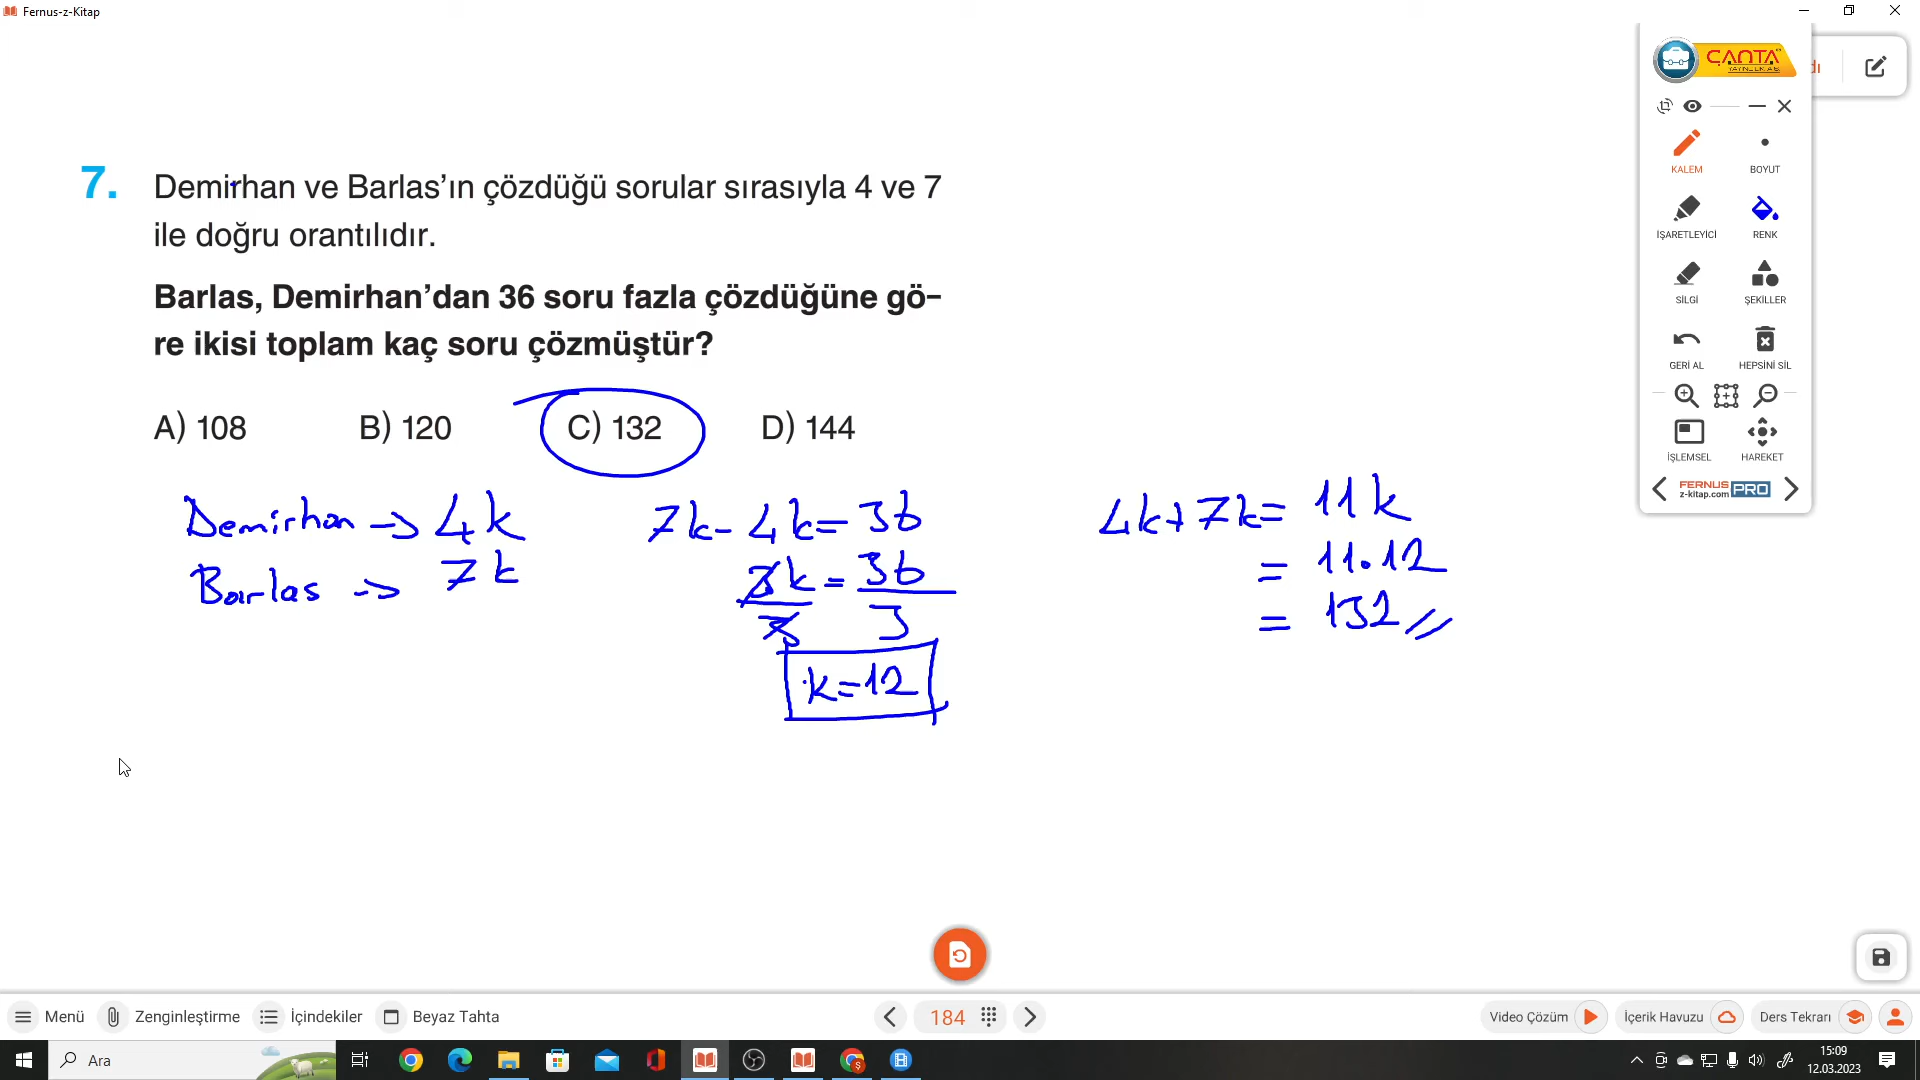 Fernus-z-Kitap
ÇANTA
YAYINLARI
dı
KALEM
BOYUT
İŞARETLEYİCİ
RENK
SİLGİ
ŞEKİLLER
GERİ AL
HEPSİNİ SİL
İŞLEMSEL
HAREKET
FERNUS
z-kitap.com PRO
7. Demirhan ve Barlas’ın çözdüğü sorular sırasıyla 4 ve 7
ile doğru orantılıdır.
Barlas, Demirhan’dan 36 soru fazla çözdüğüne gö-
re ikisi toplam kaç soru çözmüştür?
A) 108 B) 120 C) 132 D) 144
Demirhan → 4k
Barlas → 7k
7k - 4k = 36
3k = 36
3 3
k = 12
4k + 7k = 11k
= 11.12
= 132 //
Menü Zenginleştirme İçindekiler Beyaz Tahta 184 Video Çözüm İçerik Havuzu Ders Tekrarı
Ara
15:09
12.03.2023